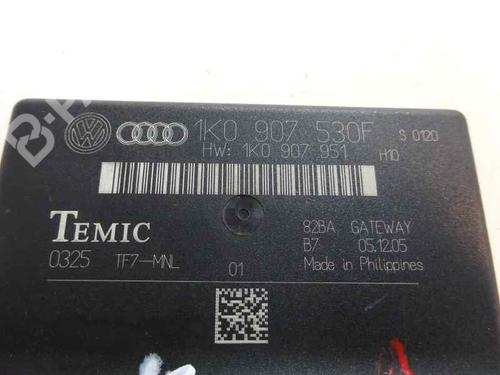 1K0 907 530F S 0120
HW: 1K0 907 951 H10
TEMIC
82BA GATEWAY
B7 05.12.05
0325 TF7-MNL 01
Made in Philippines